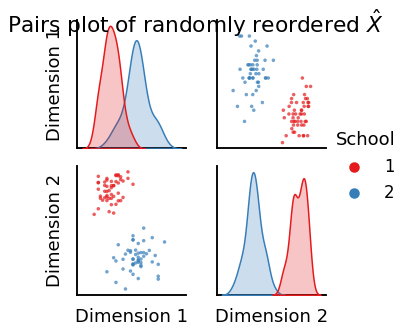 Pairs plot of randomly reordered X̂
Dimension 1
School
1
2
Dimension 2
Dimension 1
Dimension 2